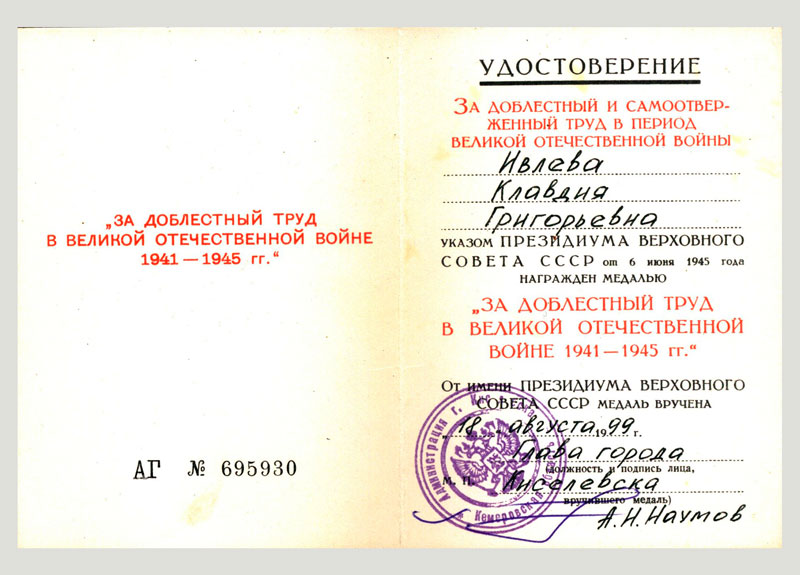 „ЗА ДОБЛЕСТНЫЙ ТРУД
В ВЕЛИКОЙ ОТЕЧЕСТВЕННОЙ ВОЙНЕ
1941 — 1945 гг.“
АГ № 695930
УДОСТОВЕРЕНИЕ
ЗА ДОБЛЕСТНЫЙ И САМООТВЕР-
ЖЕННЫЙ ТРУД В ПЕРИОД
ВЕЛИКОЙ ОТЕЧЕСТВЕННОЙ ВОЙНЫ
Ивлева
Клавдия
Григорьевна
УКАЗОМ ПРЕЗИДИУМА ВЕРХОВНОГО
СОВЕТА СССР от 6 июня 1945 года
НАГРАЖДЕН МЕДАЛЬЮ
„ЗА ДОБЛЕСТНЫЙ ТРУД
В ВЕЛИКОЙ ОТЕЧЕСТВЕННОЙ
ВОЙНЕ 1941 — 1945 гг.“
От имени ПРЕЗИДИУМА ВЕРХОВНОГО
СОВЕТА СССР МЕДАЛЬ ВРУЧЕНА
„18 августа 1999 г.
Глава города
(должность и подпись лица,
М. П. Киселевска
вручившего медаль)
А.Н.Наумов
Администрация г.
Кемеровская